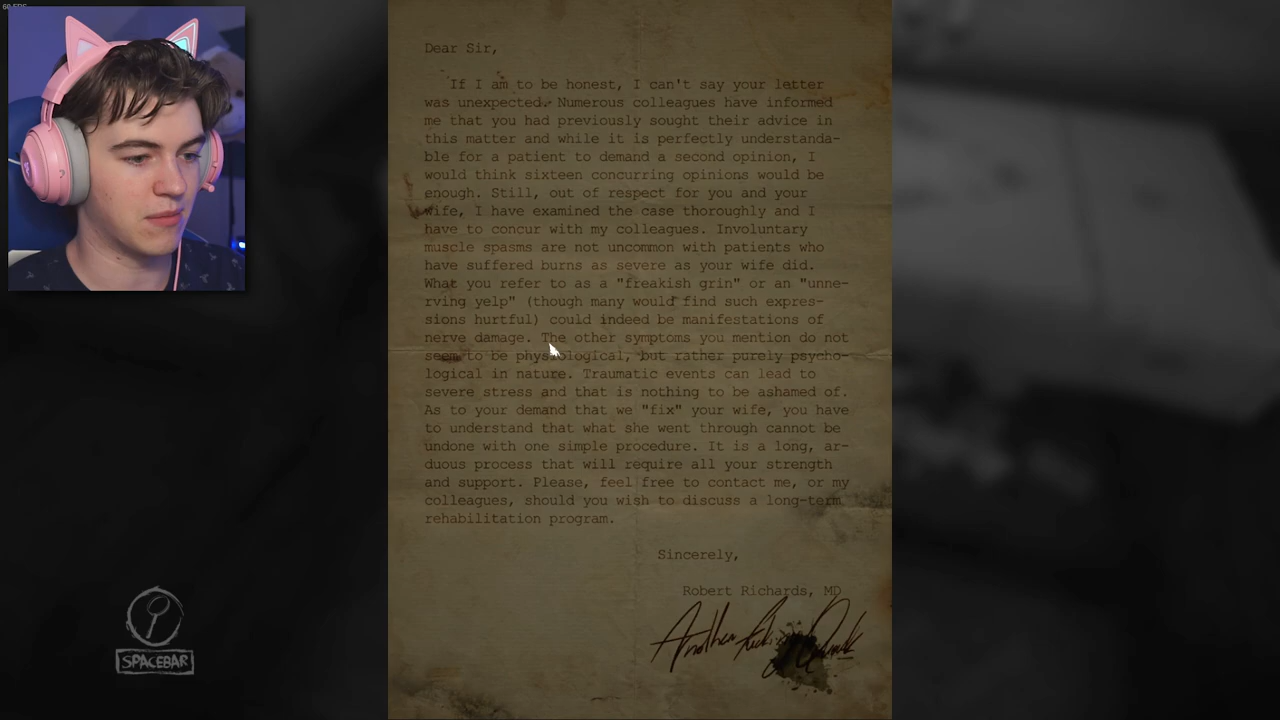 60 FPS
Dear Sir,
If I am to be honest, I can't say your letter
was unexpected. Numerous colleagues have informed
me that you had previously sought their advice in
this matter and while it is perfectly understanda-
ble for a patient to demand a second opinion, I
would think sixteen concurring opinions would be
enough. Still, out of respect for you and your
wife, I have examined the case thoroughly and I
have to concur with my colleagues. Involuntary
muscle spasms are not uncommon with patients who
have suffered burns as severe as your wife did.
What you refer to as a "freakish grin" or an "unne-
rving yelp" (though many would find such expres-
sions hurtful) could indeed be manifestations of
nerve damage. The other symptoms you mention do not
seem to be physiological, but rather purely psycho-
logical in nature. Traumatic events can lead to
severe stress and that is nothing to be ashamed of.
As to your demand that we "fix" your wife, you have
to understand that what she went through cannot be
undone with one simple procedure. It is a long, ar-
duous process that will require all your strength
and support. Please, feel free to contact me, or my
colleagues, should you wish to discuss a long-term
rehabilitation program.
Sincerely,
Robert Richards, MD
Another
SPACEBAR